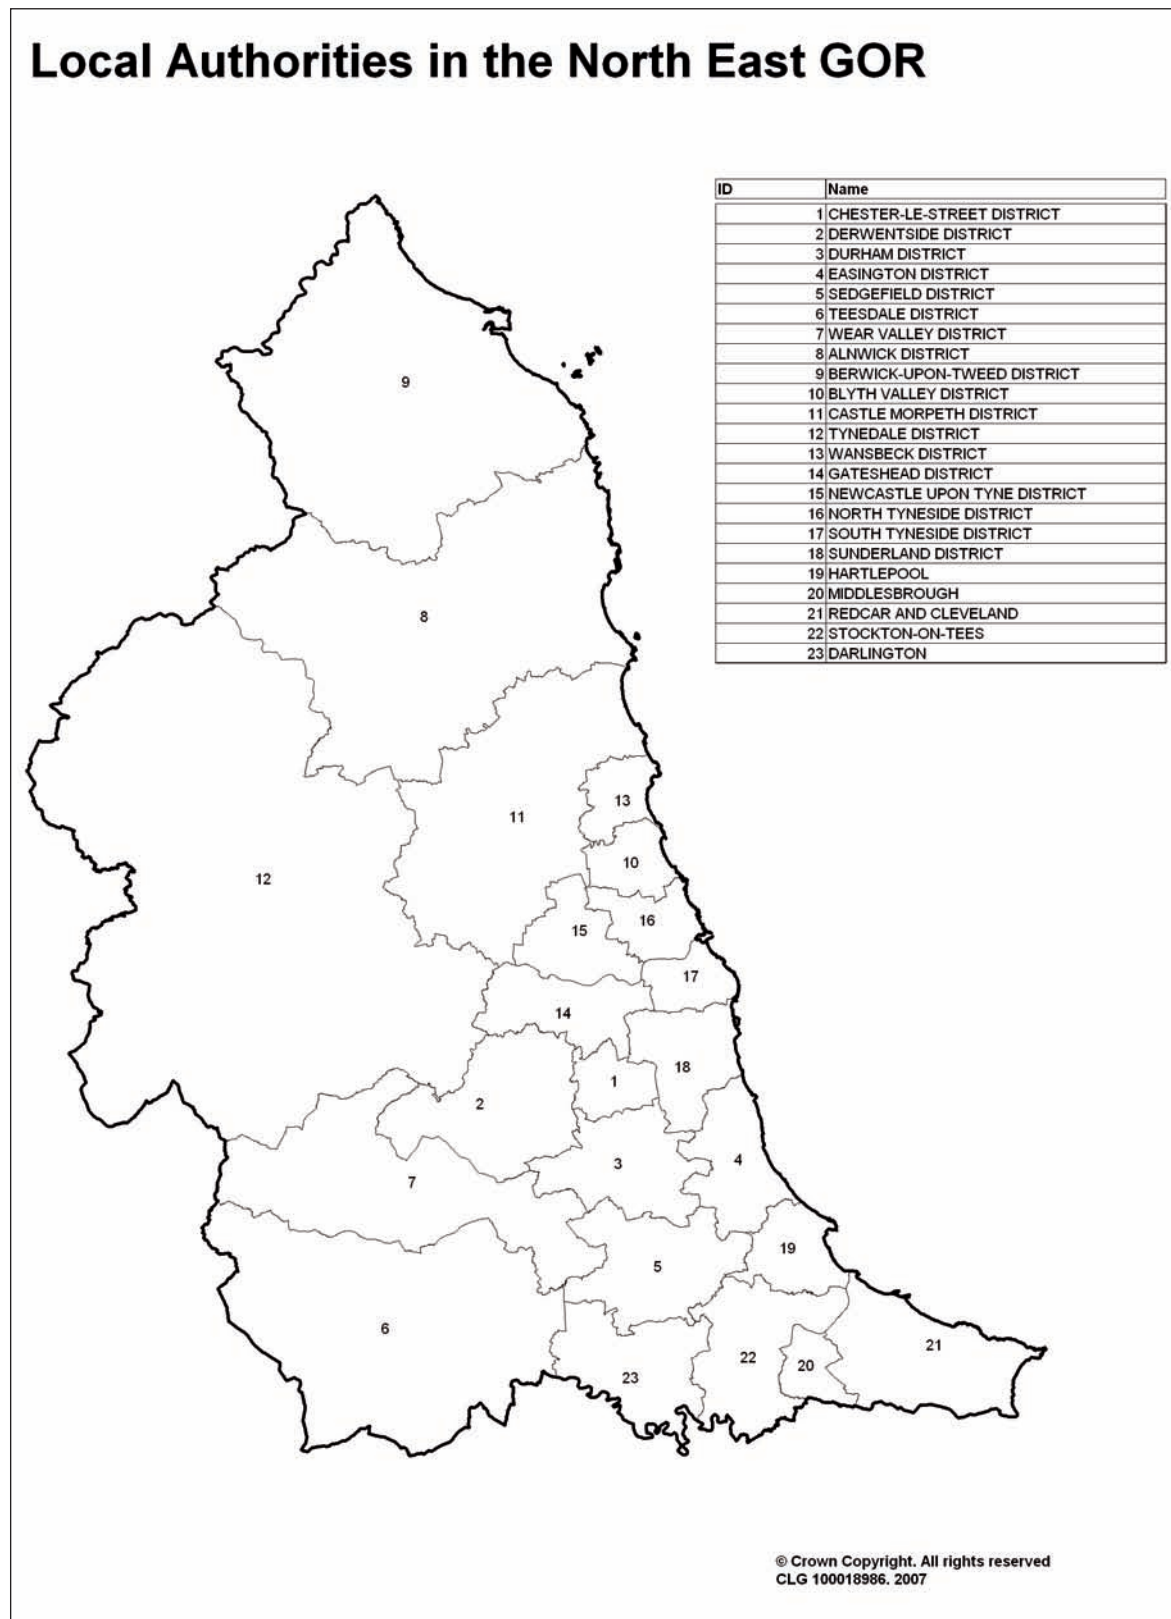 Local Authorities in the North East GOR
ID Name
1 CHESTER-LE-STREET DISTRICT
2 DERWENTSIDE DISTRICT
3 DURHAM DISTRICT
4 EASINGTON DISTRICT
5 SEDGEFIELD DISTRICT
6 TEESDALE DISTRICT
7 WEAR VALLEY DISTRICT
8 ALNWICK DISTRICT
9 BERWICK-UPON-TWEED DISTRICT
10 BLYTH VALLEY DISTRICT
11 CASTLE MORPETH DISTRICT
12 TYNEDALE DISTRICT
13 WANSBECK DISTRICT
14 GATESHEAD DISTRICT
15 NEWCASTLE UPON TYNE DISTRICT
16 NORTH TYNESIDE DISTRICT
17 SOUTH TYNESIDE DISTRICT
18 SUNDERLAND DISTRICT
19 HARTLEPOOL
20 MIDDLESBROUGH
21 REDCAR AND CLEVELAND
22 STOCKTON-ON-TEES
23 DARLINGTON
9
8
13
11
10
12
16
15
17
14
18
1
2
3
4
7
19
5
6
21
22
20
23
© Crown Copyright. All rights reserved
CLG 100018986. 2007